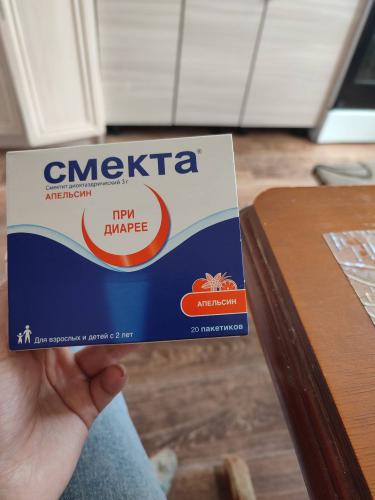 СМЕКТА®
Смектит диоктаэдрический 3 г
АПЕЛЬСИН
ПРИ
ДИАРЕЕ
АПЕЛЬСИН
20 пакетиков
Для взрослых и детей с 2 лет